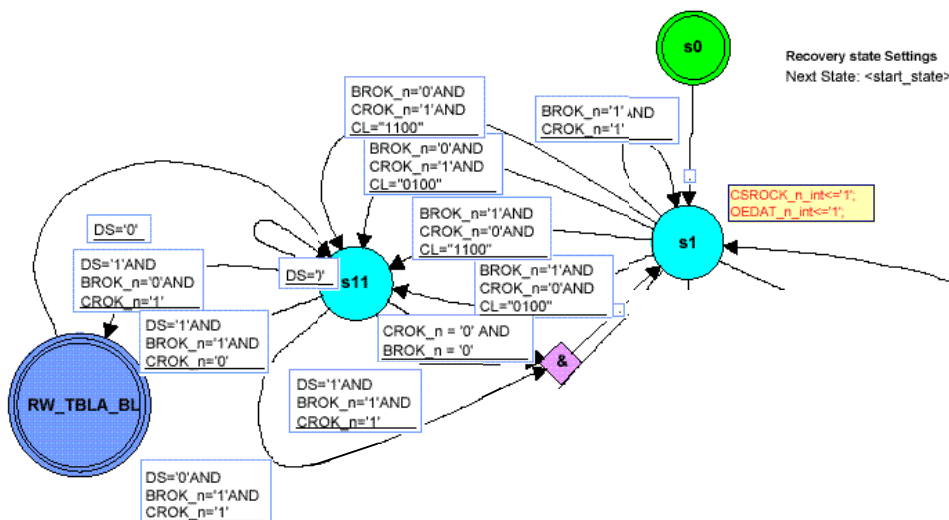 s0
Recovery state Settings
Next State: <start_state>
BROK_n='0'AND
CROK_n='1'AND
CL="1100"
BROK_n='1'AND
CROK_n='1'
BROK_n='0'AND
CROK_n='1'AND
CL="0100"
CSROCK_n_int<='1';
OEDAT_n_int<='1';
BROK_n='1'AND
CROK_n='0'AND
CL="1100"
DS='0'
s1
DS='1'AND
BROK_n='0'AND
CROK_n='1'
s11
BROK_n='1'AND
CROK_n='0'AND
CL="0100"
DS='1'AND
BROK_n='1'AND
CROK_n='0'
CROK_n = '0' AND
BROK_n = '0'
&
DS='1'AND
BROK_n='1'AND
CROK_n='1'
RW_TBLA_BL
DS='0'AND
BROK_n='1'AND
CROK_n='1'